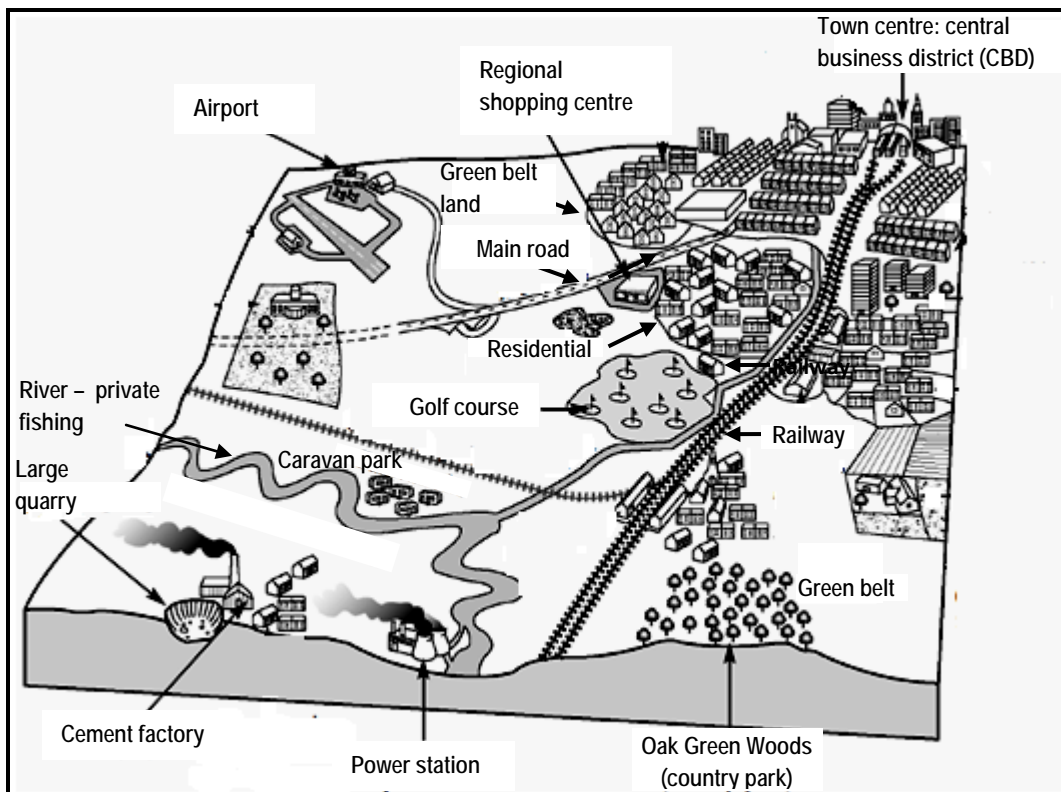 Town centre: central
business district (CBD)
Regional
shopping centre
Airport
Green belt
land
Main road
Residential
Railway
River – private
fishing
Golf course
Railway
Large
quarry
Caravan park
Green belt
Cement factory
Power station
Oak Green Woods
(country park)